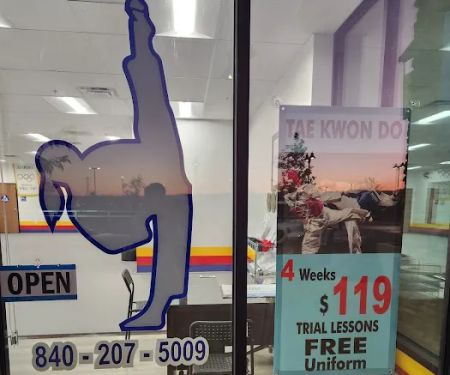 OPEN
840 - 207 - 5009
TAE KWON DO
4 Weeks
$119
TRIAL LESSONS
FREE
Uniform